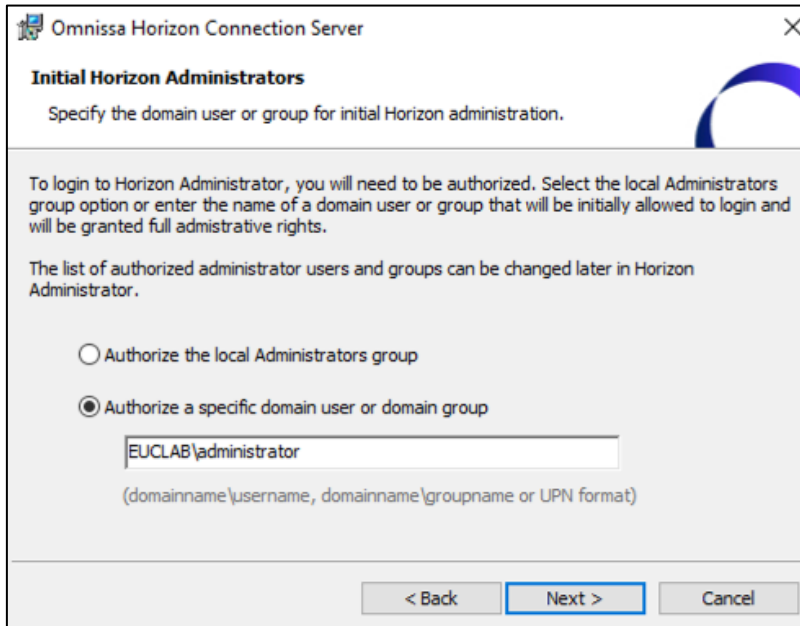 Omnissa Horizon Connection Server
Initial Horizon Administrators
Specify the domain user or group for initial Horizon administration.
To login to Horizon Administrator, you will need to be authorized. Select the local Administrators
group option or enter the name of a domain user or group that will be initially allowed to login and
will be granted full admistrative rights.
The list of authorized administrator users and groups can be changed later in Horizon
Administrator.
Authorize the local Administrators group
Authorize a specific domain user or domain group
EUCLAB\administrator
(domainname\username, domainname\groupname or UPN format)
< Back
Next >
Cancel